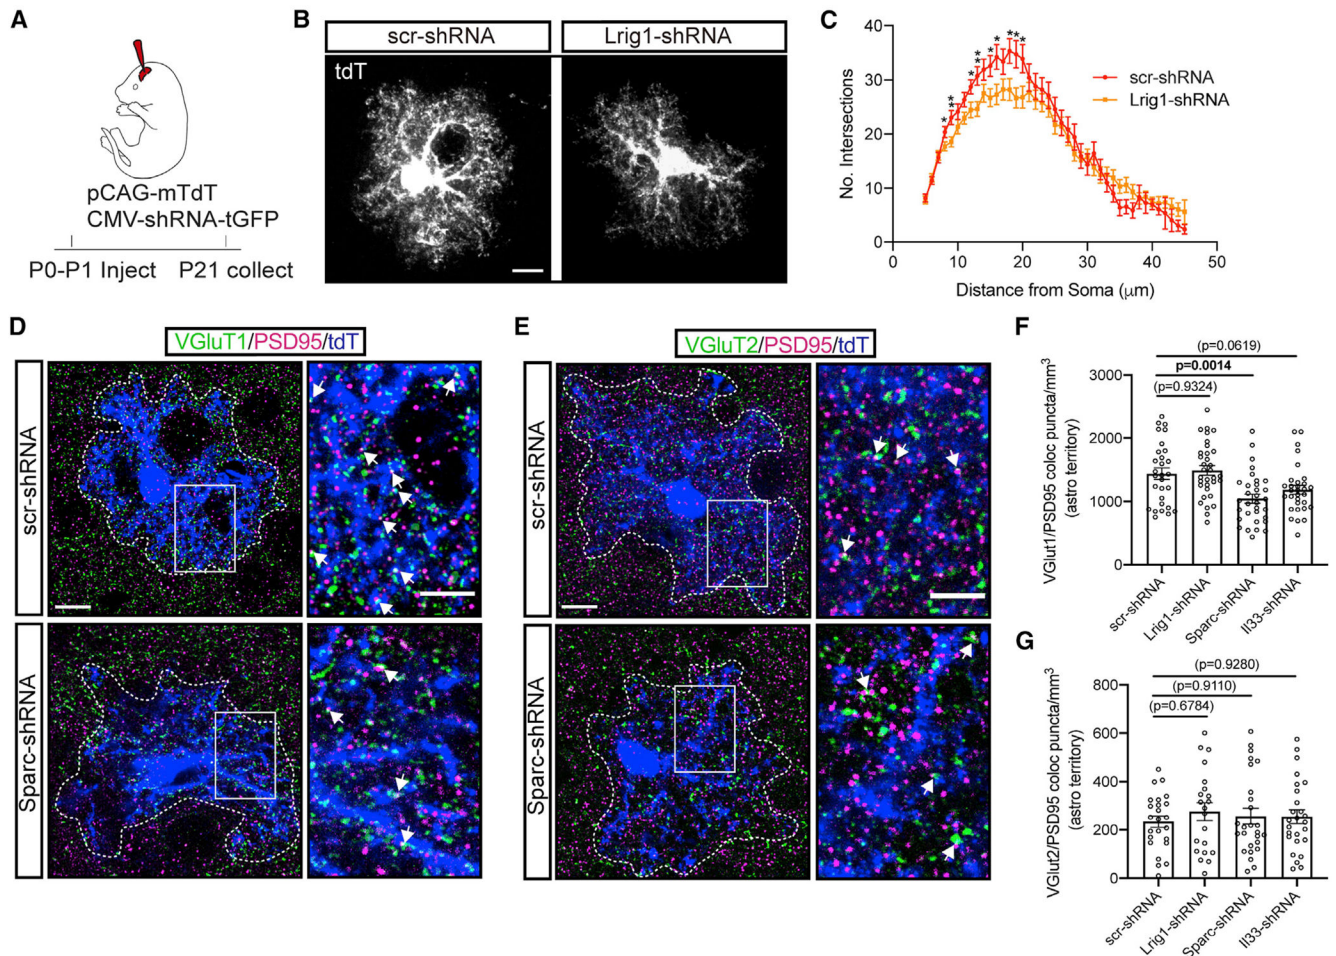 A
pCAG-mTdT
CMV-shRNA-tGFP
P0-P1 Inject
P21 collect
B
scr-shRNA
Lrig1-shRNA
tdT
C
40
30
20
10
0
No. Intersections
0
10
20
30
40
50
Distance from Soma (μm)
* ** * ** * * * * *
scr-shRNA
Lrig1-shRNA
D
VGluT1/PSD95/tdT
scr-shRNA
Sparc-shRNA
E
VGluT2/PSD95/tdT
scr-shRNA
Sparc-shRNA
F
(p=0.0619)
p=0.0014
(p=0.9324)
3000
2000
1000
0
VGlut1/PSD95 coloc puncta/mm³
(astro territory)
scr-shRNA
Lrig1-shRNA
Sparc-shRNA
Il33-shRNA
G
(p=0.9280)
(p=0.9110)
(p=0.6784)
800
600
400
200
0
VGlut2/PSD95 coloc puncta/mm³
(astro territory)
scr-shRNA
Lrig1-shRNA
Sparc-shRNA
Il33-shRNA